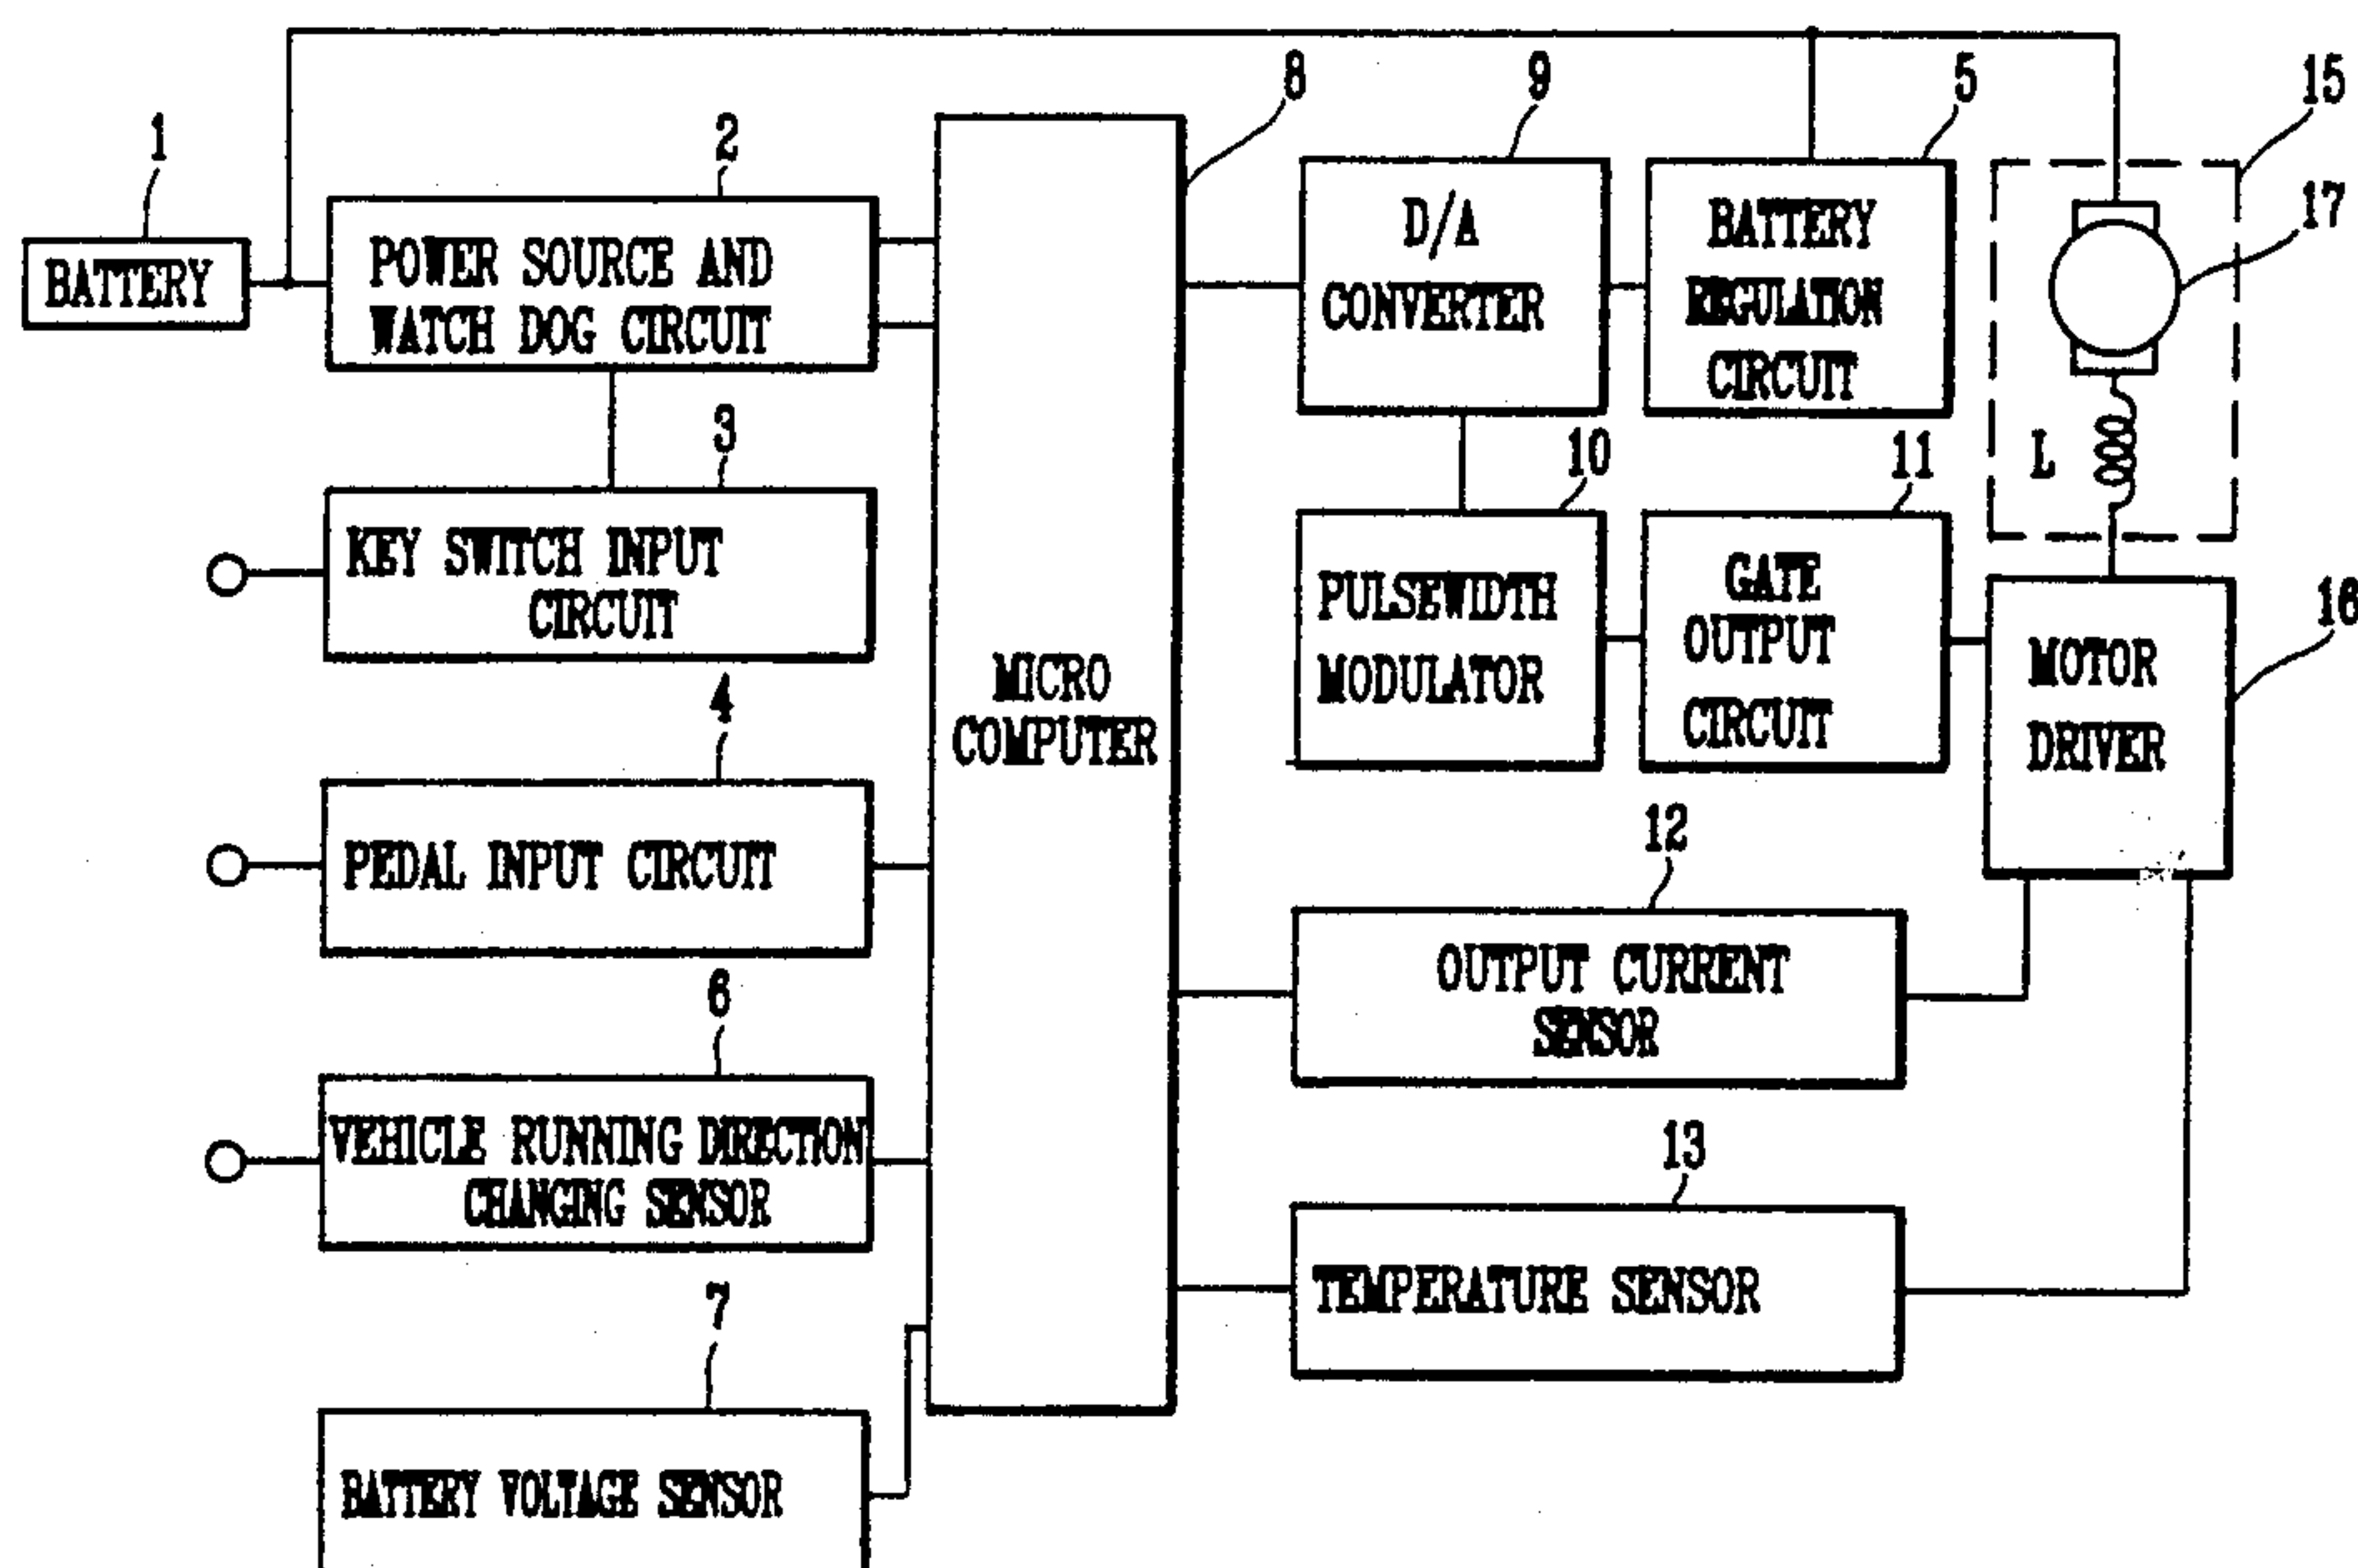 1
BATTERY
2
POWER SOURCE AND
WATCH DOG CIRCUIT
3
KEY SWITCH INPUT
CIRCUIT
4
PEDAL INPUT CIRCUIT
6
VEHICLE RUNNING DIRECTION
CHANGING SENSOR
7
BATTERY VOLTAGE SENSOR
8
MICRO
COMPUTER
9
D/A
CONVERTER
5
BATTERY
REGULATION
CIRCUIT
15
17
L
10
PULSEWIDTH
MODULATOR
11
GATE
OUTPUT
CIRCUIT
16
MOTOR
DRIVER
12
OUTPUT CURRENT
SENSOR
13
TEMPERATURE SENSOR